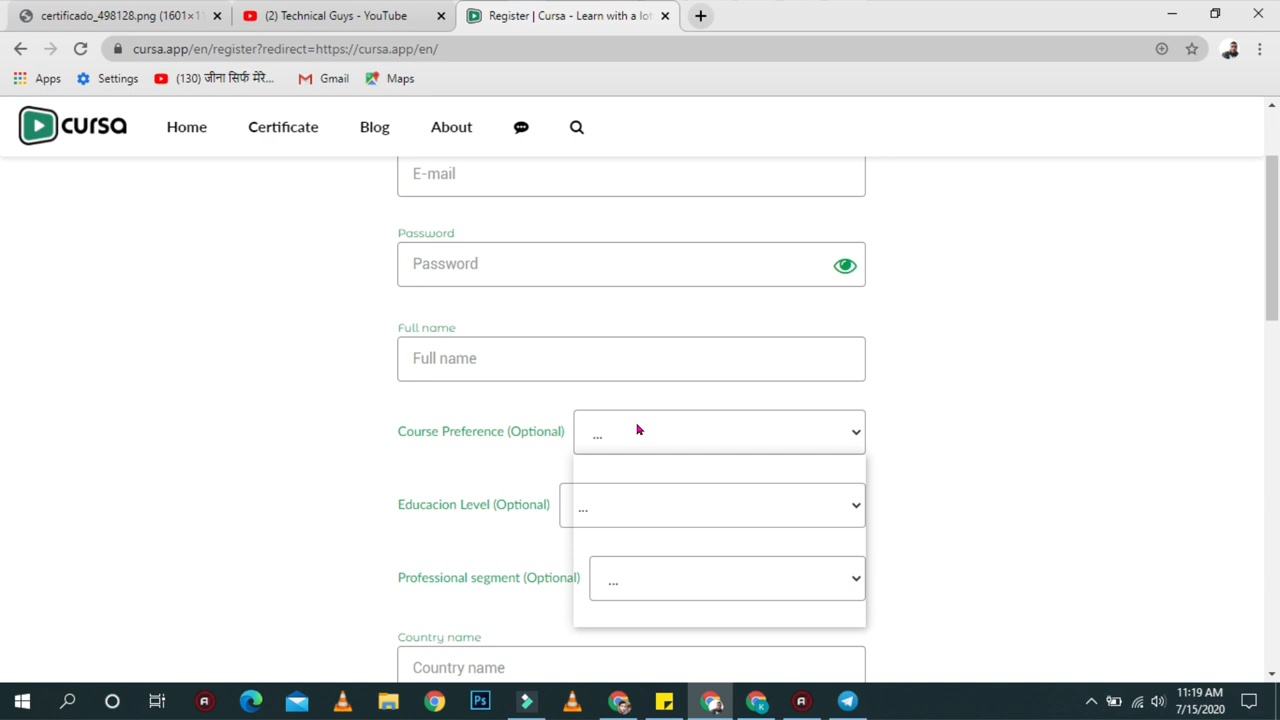 certificado_498128.png (1601×11
(2) Technical Guys - YouTube
Register | Cursa - Learn with a lot
cursa.app/en/register?redirect=https://cursa.app/en/
Apps
Settings
(130) जीना सिर्फ मेरे...
Gmail
Maps
cursa
Home
Certificate
Blog
About
E-mail
Password
Password
Full name
Full name
Course Preference (Optional)
...
Educacion Level (Optional)
...
Professional segment (Optional)
...
Country name
Country name
Ps
K
11:19 AM
7/15/2020